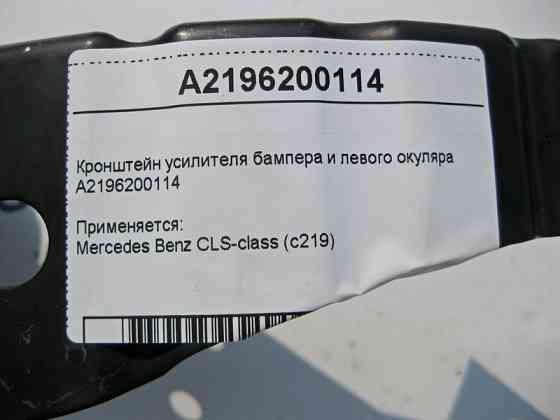 A2196200114
Кронштейн усилителя бампера и левого окуляра
A2196200114
Применяется:
Mercedes Benz CLS-class (c219)